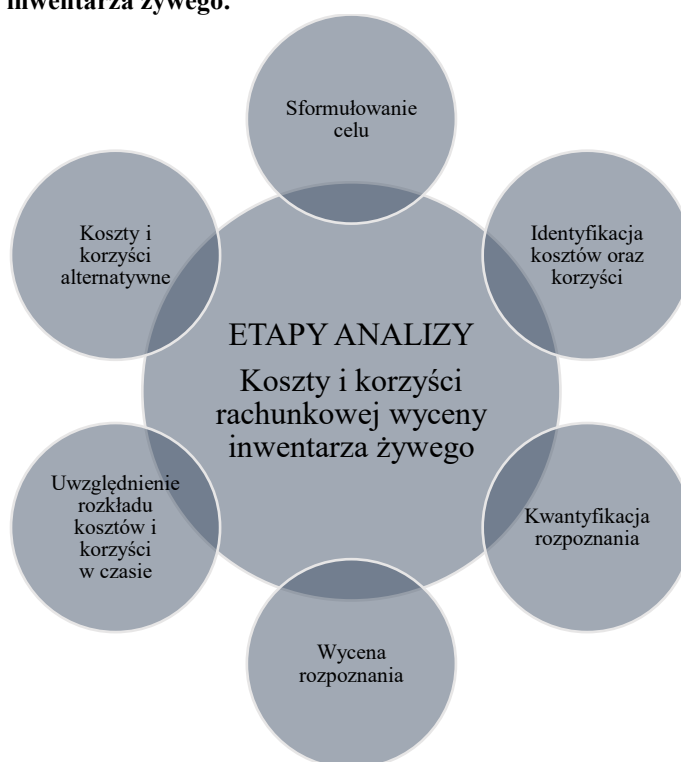 inwentarza żywego.
Sformułowanie
celu
Identyfikacja
kosztów oraz
korzyści
Kwantyfikacja
rozpoznania
Wycena
rozpoznania
Uwzględnienie
rozkładu
kosztów i
korzyści
w czasie
Koszty i
korzyści
alternatywne
ETAPY ANALIZY
Koszty i korzyści
rachunkowej wyceny
inwentarza żywego